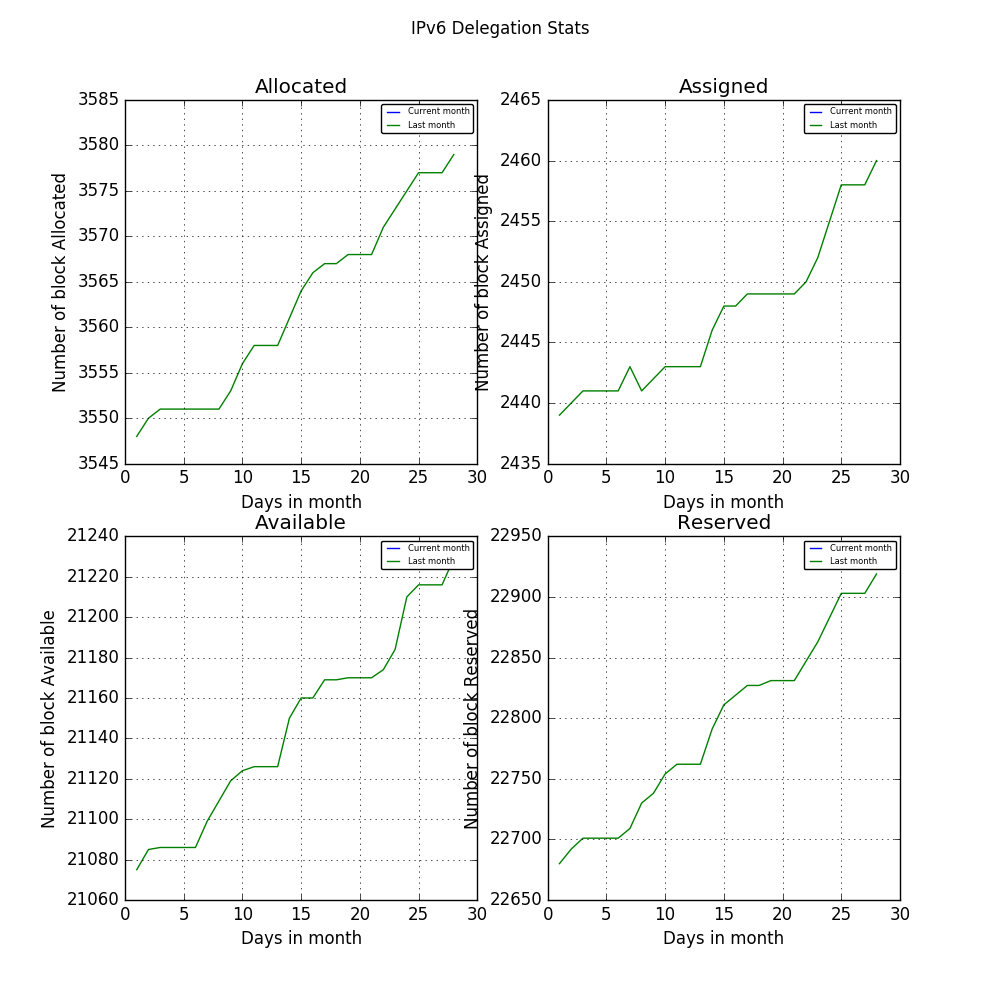 IPv6 Delegation Stats
Allocated
Current month
Last month
3585
3580
3575
3570
3565
3560
3555
3550
3545
Number of block Allocated
0 5 10 15 20 25 30
Days in month
Assigned
Current month
Last month
2465
2460
2455
2450
2445
2440
2435
Number of block Assigned
0 5 10 15 20 25 30
Days in month
Available
Current month
Last month
21240
21220
21200
21180
21160
21140
21120
21100
21080
21060
Number of block Available
0 5 10 15 20 25 30
Days in month
Reserved
Current month
Last month
22950
22900
22850
22800
22750
22700
22650
Number of block Reserved
0 5 10 15 20 25 30
Days in month